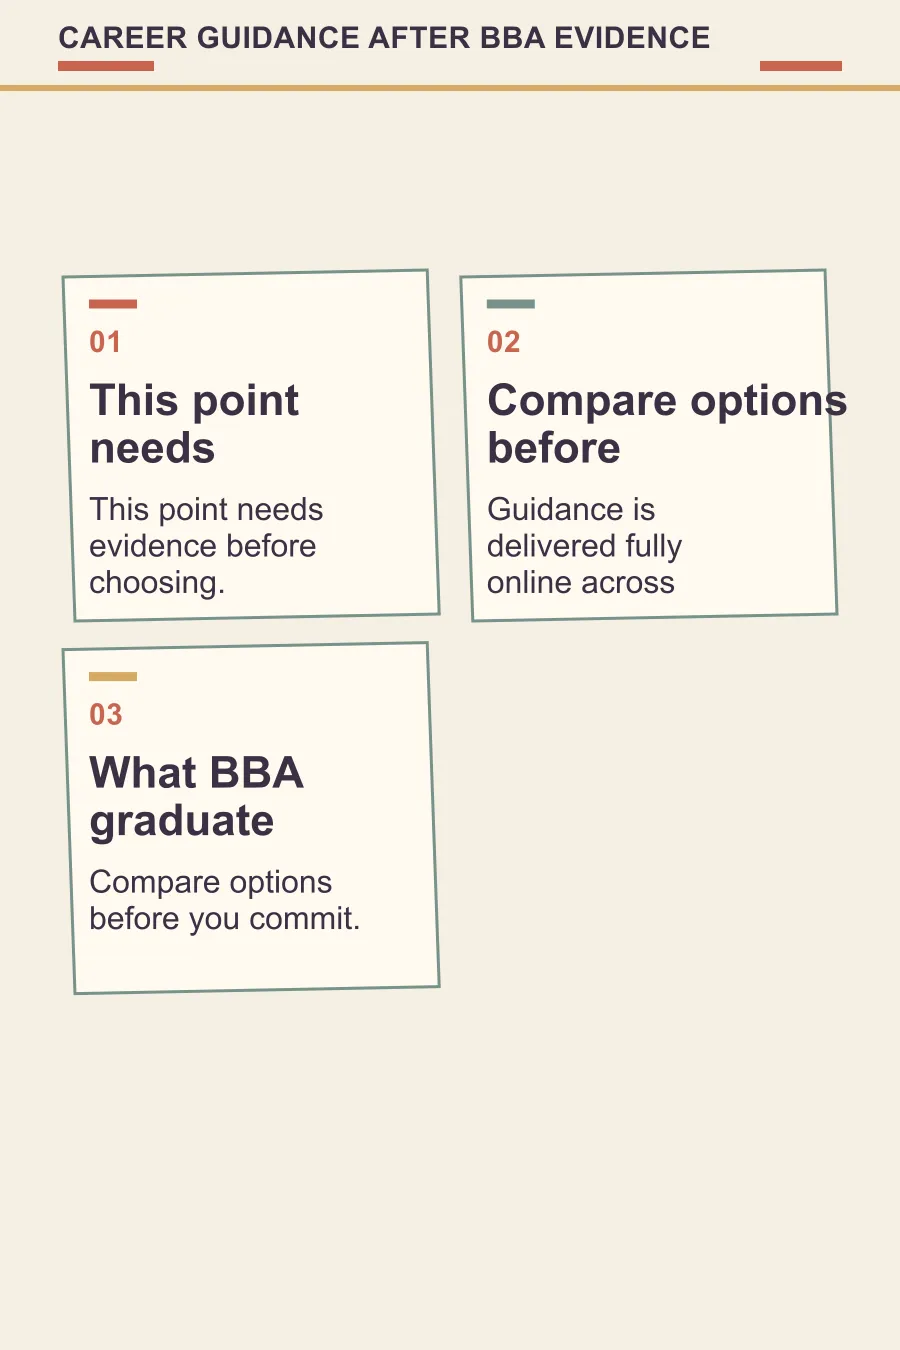 CAREER GUIDANCE AFTER BBA EVIDENCE
01
This point
needs
This point needs
evidence before
choosing.
02
Compare options
before
Guidance is
delivered fully
online across
03
What BBA
graduate
Compare options
before you commit.